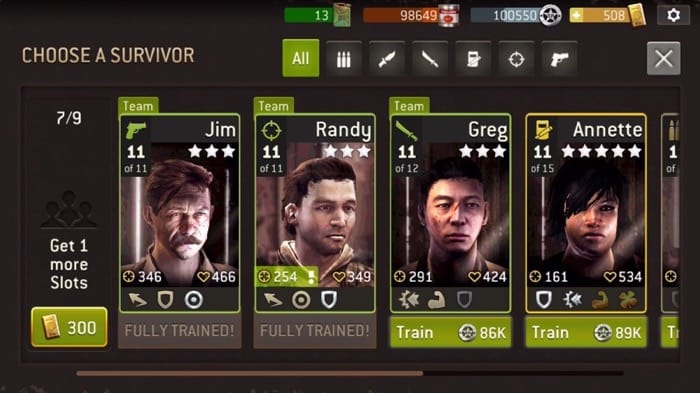 13
98649
100550
508
CHOOSE A SURVIVOR
All
7/9
Get 1
more
Slots
300
Team
Jim
11
of 11
346
466
FULLY TRAINED!
Team
Randy
11
of 11
254
349
FULLY TRAINED!
Team
Greg
11
of 12
291
424
Train 86K
Annette
11
of 15
161
534
Train 89K
11